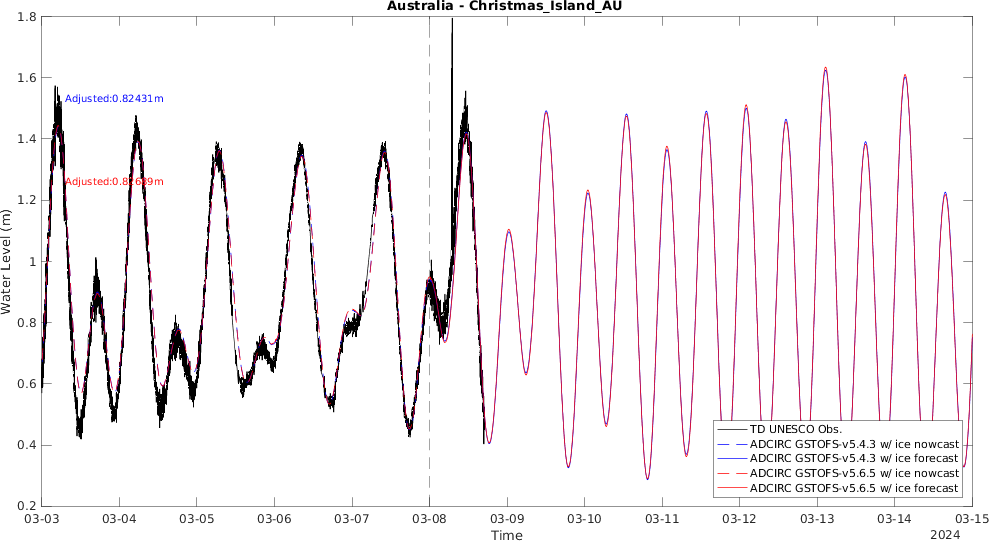 Australia - Christmas_Island_AU
1.8
1.6
1.4
1.2
1
0.8
0.6
0.4
0.2
Water Level (m)
Adjusted:0.82431m
Adjusted:0.82689m
TD UNESCO Obs.
ADCIRC GSTOFS-v5.4.3 w/ ice nowcast
ADCIRC GSTOFS-v5.4.3 w/ ice forecast
ADCIRC GSTOFS-v5.6.5 w/ ice nowcast
ADCIRC GSTOFS-v5.6.5 w/ ice forecast
03-03 03-04 03-05 03-06 03-07 03-08 03-09 03-10 03-11 03-12 03-13 03-14 03-15
Time
2024